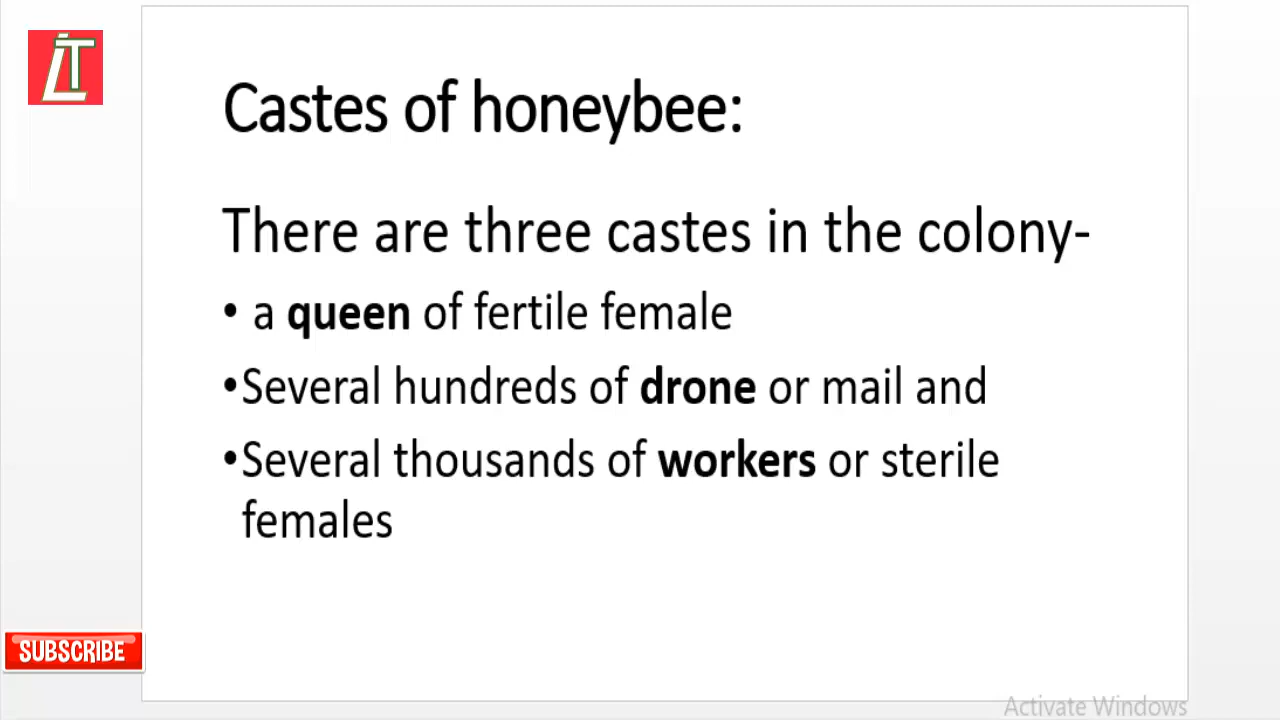 LT
Castes of honeybee:
There are three castes in the colony-
• a queen of fertile female
•Several hundreds of drone or mail and
•Several thousands of workers or sterile
females
SUBSCRIBE
Activate Windows